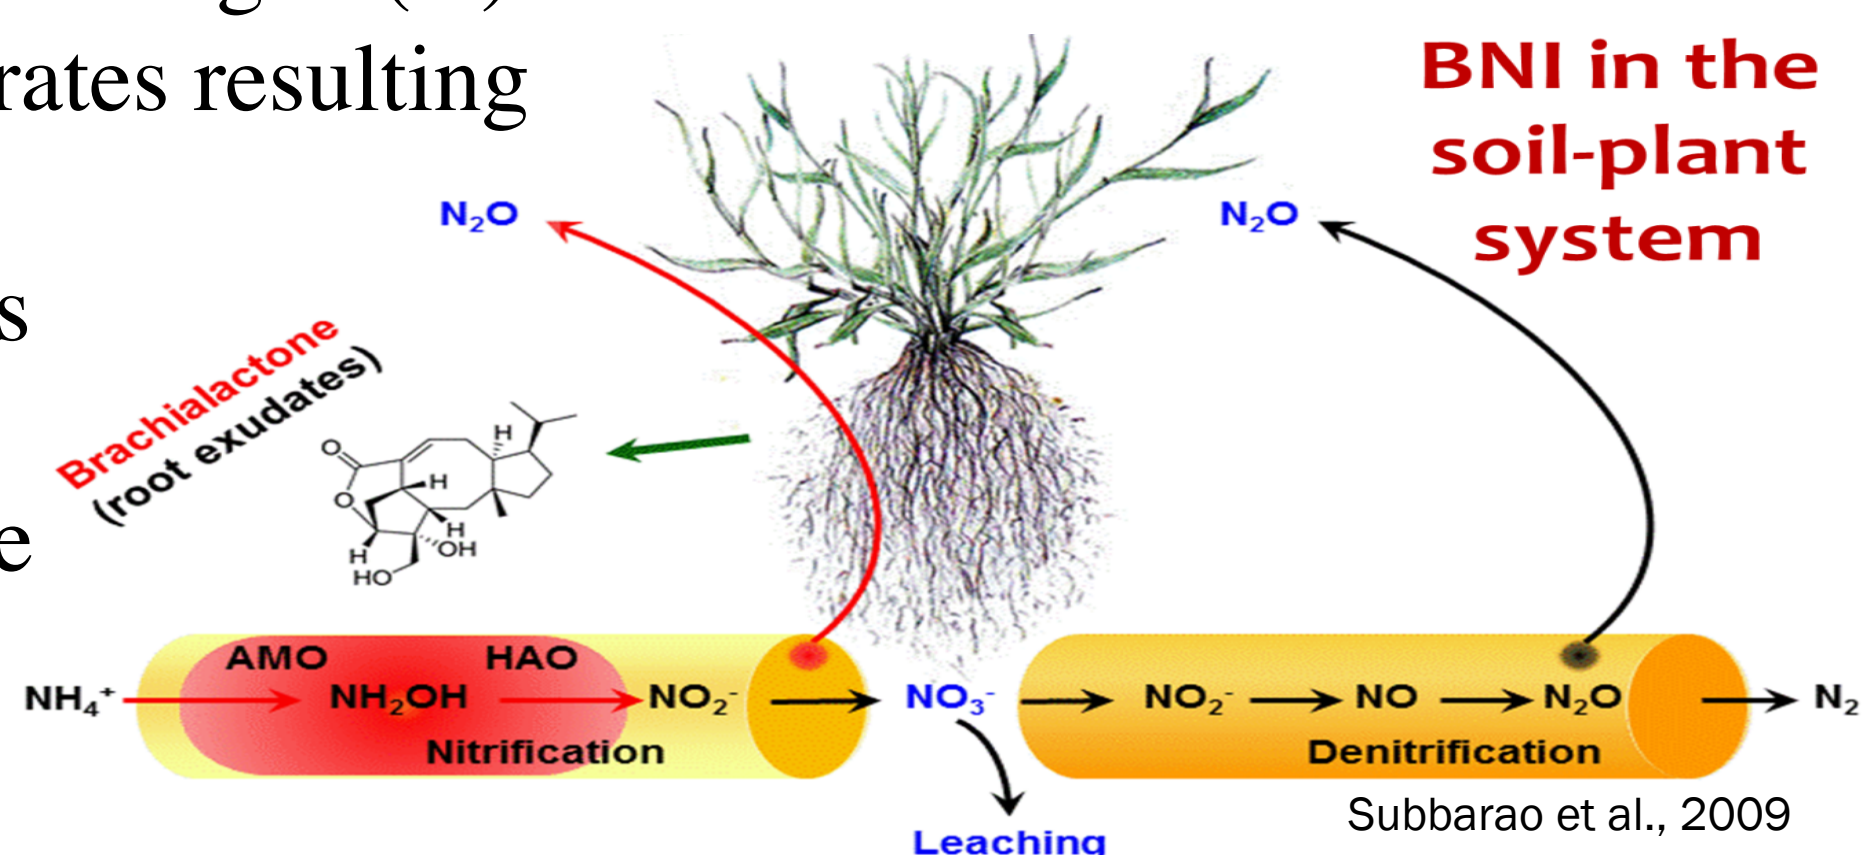 rates resulting
s
e
BNI in the
soil-plant
system
N₂O
N₂O
Brachialactone
(root exudates)
O
O
H
H
H
H
OH
HO
AMO HAO
NH₄⁺ NH₂OH NO₂⁻ NO₃⁻ NO₂⁻ NO N₂O N₂
Nitrification Denitrification
Leaching
Subbarao et al., 2009